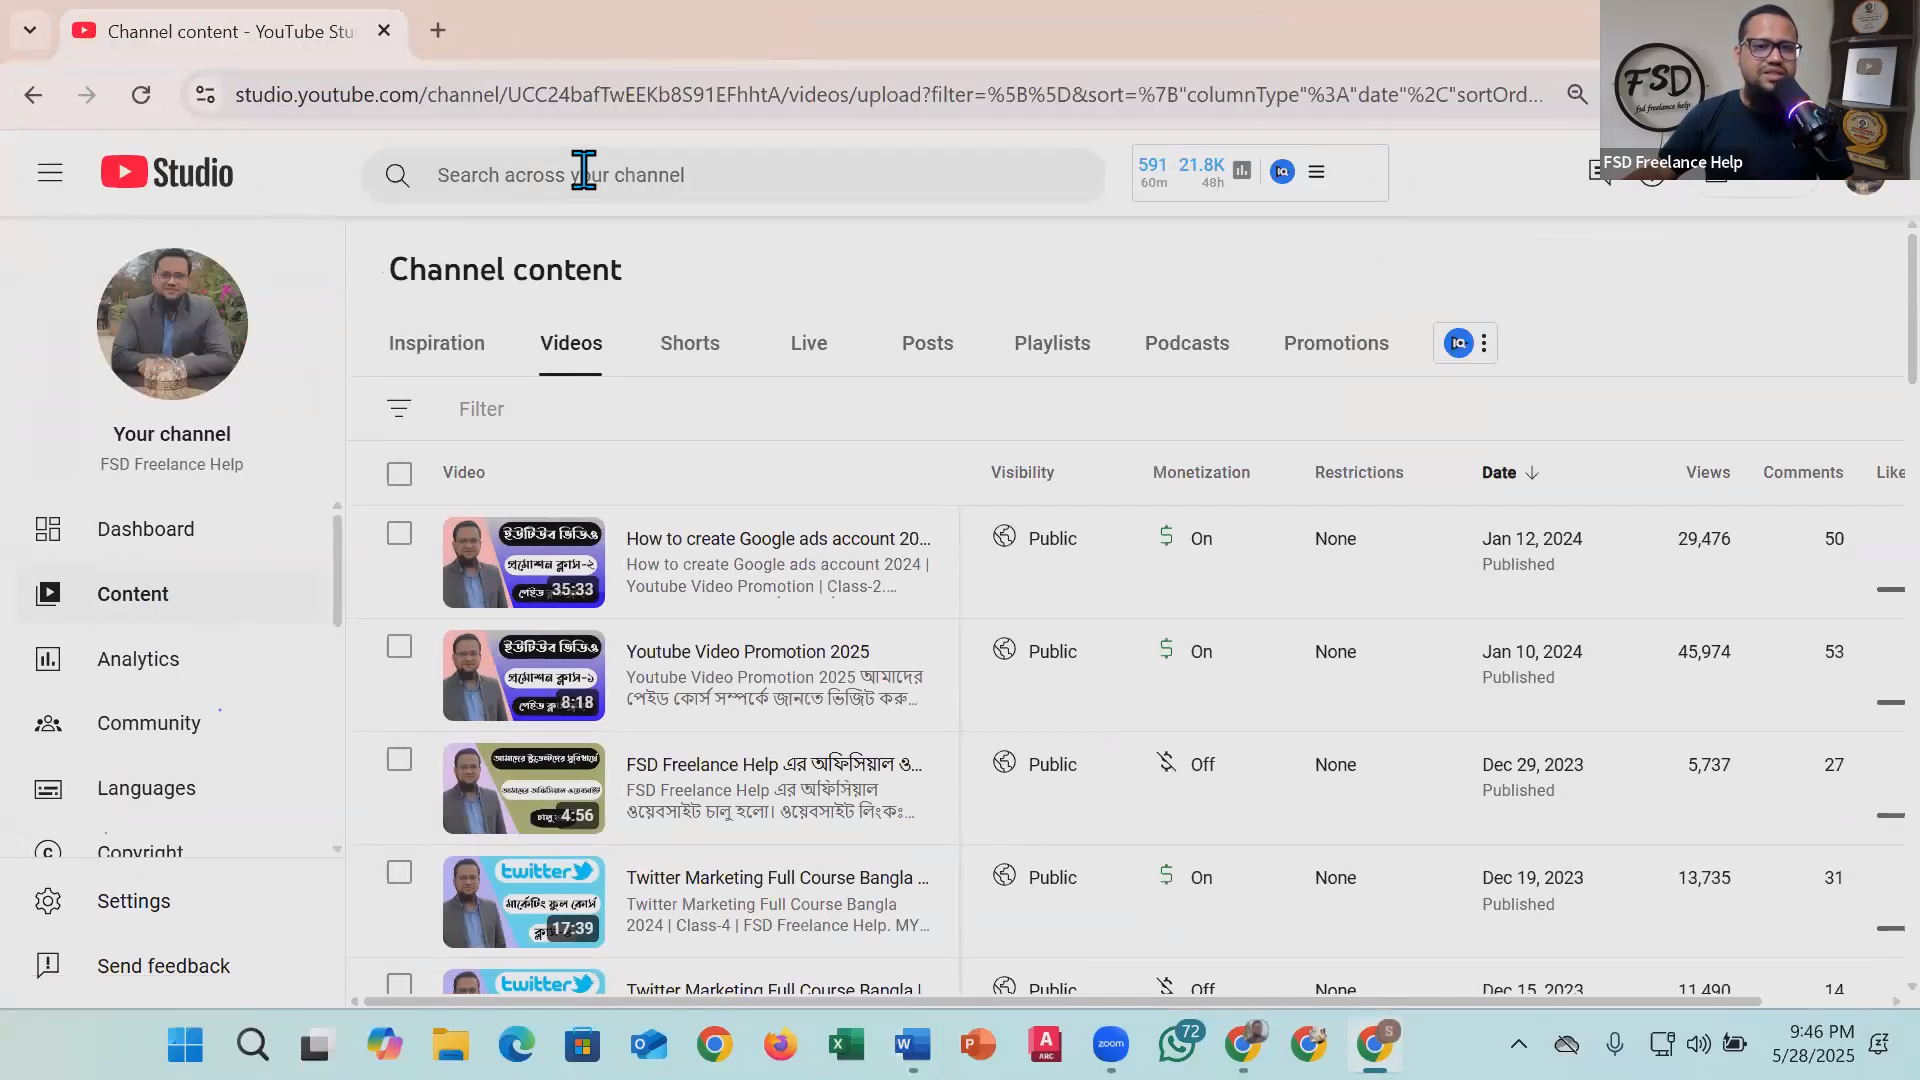 Channel content - YouTube Stu
studio.youtube.com/channel/UCC24bafTwEEKb8S91EFhhtA/videos/upload?filter=%5B%5D&sort=%7B"columnType"%3A"date"%2C"sortOrd...
FSD
fsd freelance help
FSD Freelance Help
Studio
Search across your channel
591 21.8K
60m 48h
Your channel
FSD Freelance Help
Dashboard
Content
Analytics
Community
Languages
Copyright
Settings
Send feedback
Channel content
Inspiration Videos Shorts Live Posts Playlists Podcasts Promotions
Filter
Video Visibility Monetization Restrictions Date Views Comments Like
ইউটিউব ভিডিও
প্রমোশন ক্লাস-২
35:33
How to create Google ads account 20...
How to create Google ads account 2024 |
Youtube Video Promotion | Class-2....
Public On None Jan 12, 2024 29,476 50
Published
ইউটিউব ভিডিও
প্রমোশন ক্লাস-১
8:18
Youtube Video Promotion 2025
Youtube Video Promotion 2025 আমাদের
পেইড কোর্স সম্পর্কে জানতে ভিজিট করু...
Public On None Jan 10, 2024 45,974 53
Published
আমাদের অফিসিয়াল ওয়েবসাইট
4:56
FSD Freelance Help এর অফিসিয়াল ও...
FSD Freelance Help এর অফিসিয়াল
ওয়েবসাইট চালু হলো। ওয়েবসাইট লিংকঃ...
Public Off None Dec 29, 2023 5,737 27
Published
twitter
মার্কেটিং ফুল কোর্স
17:39
Twitter Marketing Full Course Bangla ...
Twitter Marketing Full Course Bangla
2024 | Class-4 | FSD Freelance Help. MY...
Public On None Dec 19, 2023 13,735 31
Published
twitter
Twitter Marketing Full Course Bangla |
Public Off None Dec 15, 2023 11,490 14
zoom
72
9:46 PM
5/28/2025